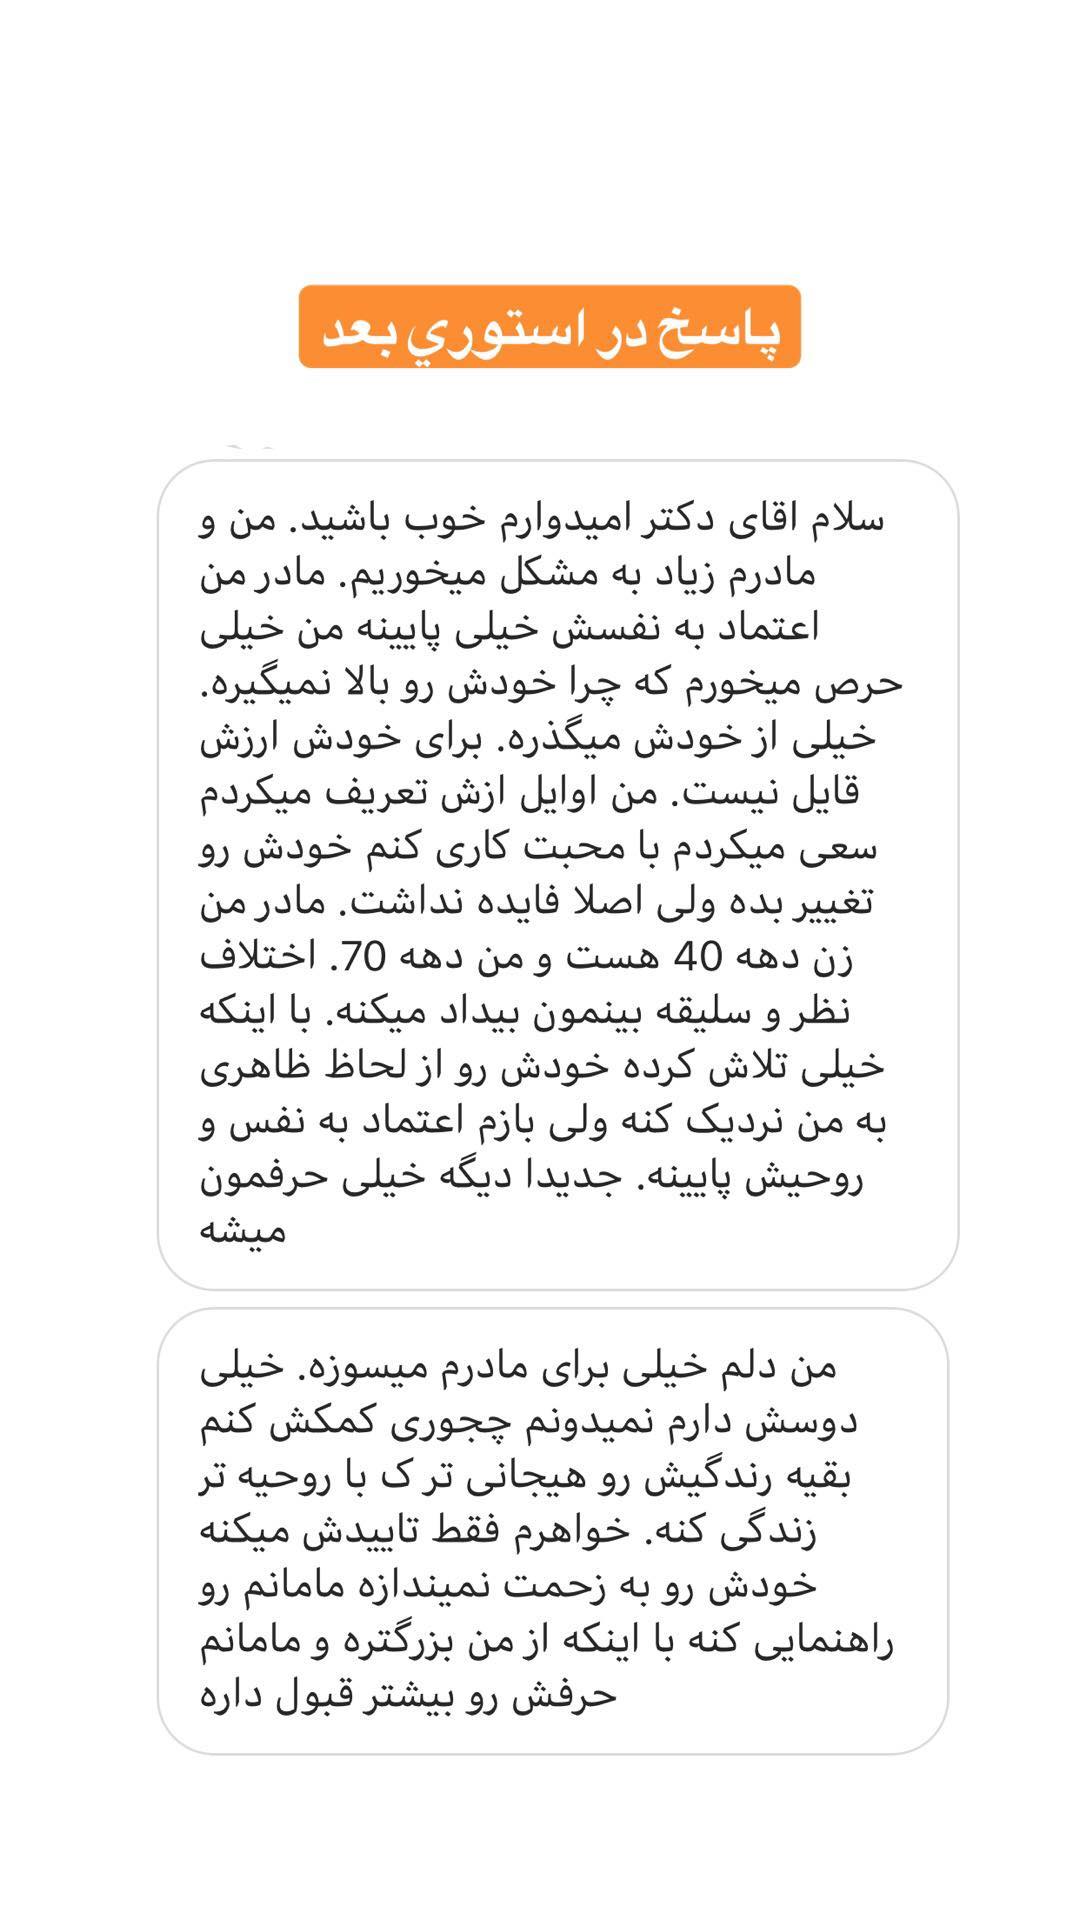 پاسخ در استوري بعد
سلام اقای دکتر امیدوارم خوب باشید. من و
مادرم زیاد به مشکل میخوریم. مادر من
اعتماد به نفسش خیلی پایینه من خیلی
حرص میخورم که چرا خودش رو بالا نمیگیره.
خیلی از خودش میگذره. برای خودش ارزش
قایل نیست. من اوایل ازش تعریف میکردم
سعی میکردم با محبت کاری کنم خودش رو
تغییر بده ولی اصلا فایده نداشت. مادر من
زن دهه 40 هست و من دهه 70. اختلاف
نظر و سلیقه بینمون بیداد میکنه. با اینکه
خیلی تلاش کرده خودش رو از لحاظ ظاهری
به من نردیک کنه ولی بازم اعتماد به نفس و
روحیش پایینه. جدیدا دیگه خیلی حرفمون
میشه
من دلم خیلی برای مادرم میسوزه. خیلی
دوسش دارم نمیدونم چجوری کمکش کنم
بقیه رندگیش رو هیجانی تر ک با روحیه تر
زندگی کنه. خواهرم فقط تاییدش میکنه
خودش رو به زحمت نمیندازه مامانم رو
راهنمایی کنه با اینکه از من بزرگتره و مامانم
حرفش رو بیشتر قبول داره